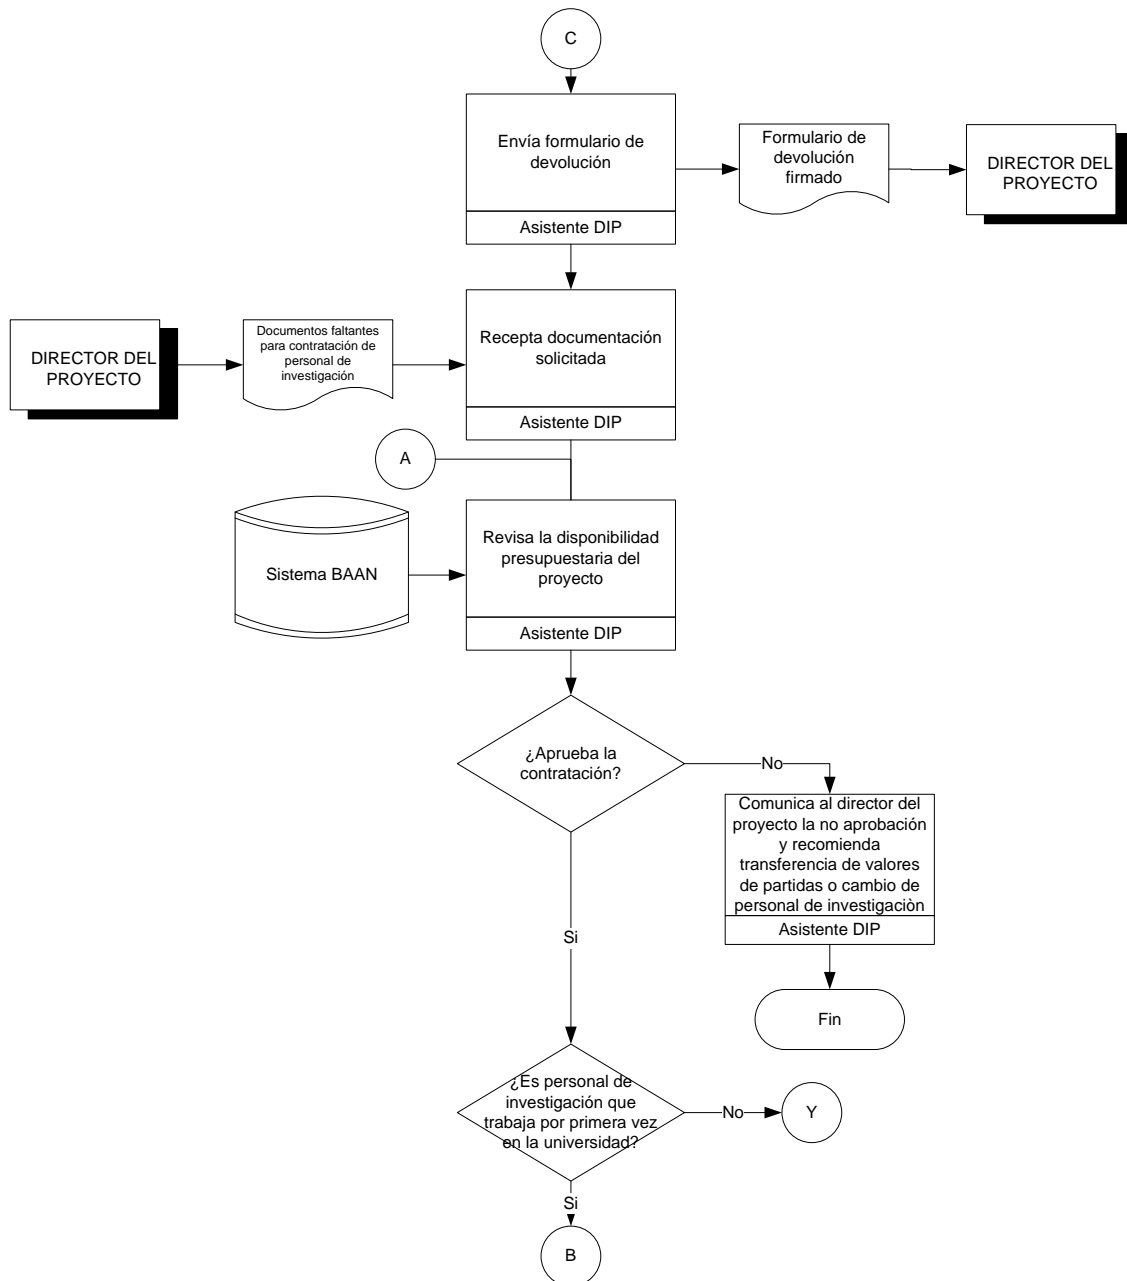 C
Envía formulario de
devolución
Asistente DIP
Formulario de
devolución
firmado
DIRECTOR DEL
PROYECTO
DIRECTOR DEL
PROYECTO
Documentos faltantes
para contratación de
personal de
investigación
Recepta documentación
solicitada
Asistente DIP
A
Sistema BAAN
Revisa la disponibilidad
presupuestaria del
proyecto
Asistente DIP
¿Aprueba la
contratación?
No
Comunica al director del
proyecto la no aprobación
y recomienda
transferencia de valores
de partidas o cambio de
personal de investigaciòn
Asistente DIP
Fin
Si
¿Es personal de
investigación que
trabaja por primera vez
en la universidad?
No
Y
Si
B